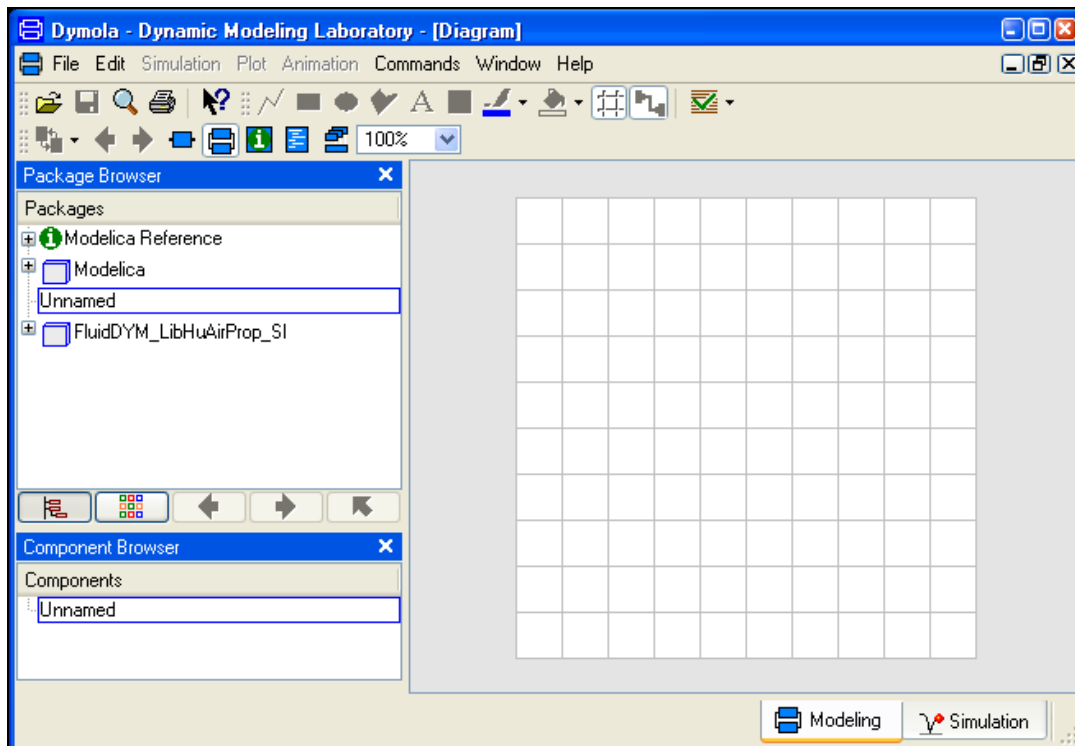 Dymola - Dynamic Modeling Laboratory - [Diagram]
File Edit Simulation Plot Animation Commands Window Help
A
100%
Package Browser
Packages
Modelica Reference
Modelica
Unnamed
FluidDYM_LibHuAirProp_SI
Component Browser
Components
Unnamed
Modeling Simulation